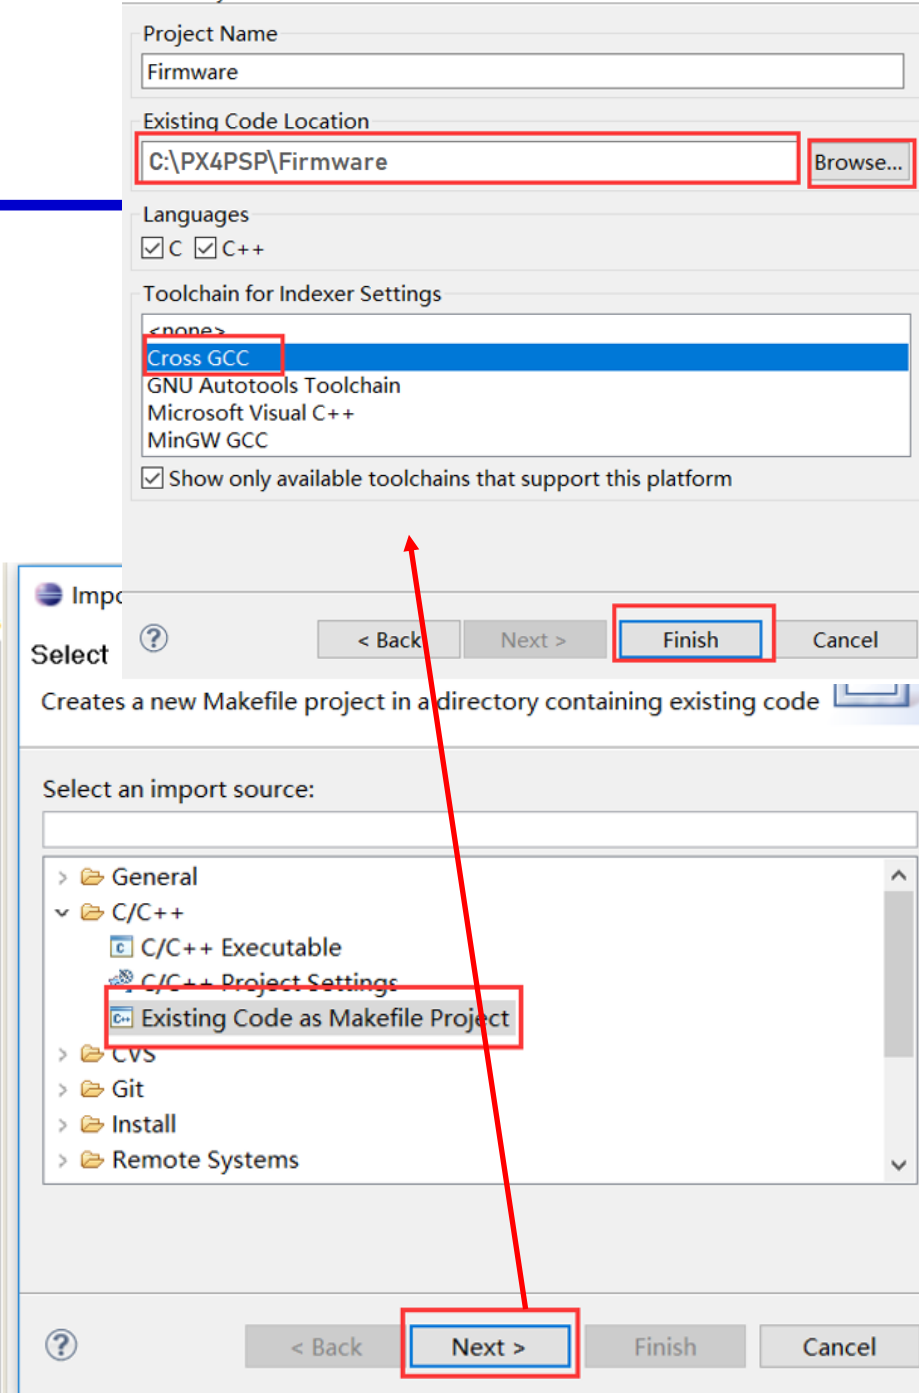 Project Name
Firmware
Existing Code Location
C:\PX4PSP\Firmware
Browse...
Languages
C C++
Toolchain for Indexer Settings
<none>
Cross GCC
GNU Autotools Toolchain
Microsoft Visual C++
MinGW GCC
Show only available toolchains that support this platform
< Back Next > Finish Cancel
Select
Creates a new Makefile project in a directory containing existing code
Select an import source:
General
C/C++
C/C++ Executable
C/C++ Project Settings
Existing Code as Makefile Project
CVS
Git
Install
Remote Systems
< Back Next > Finish Cancel